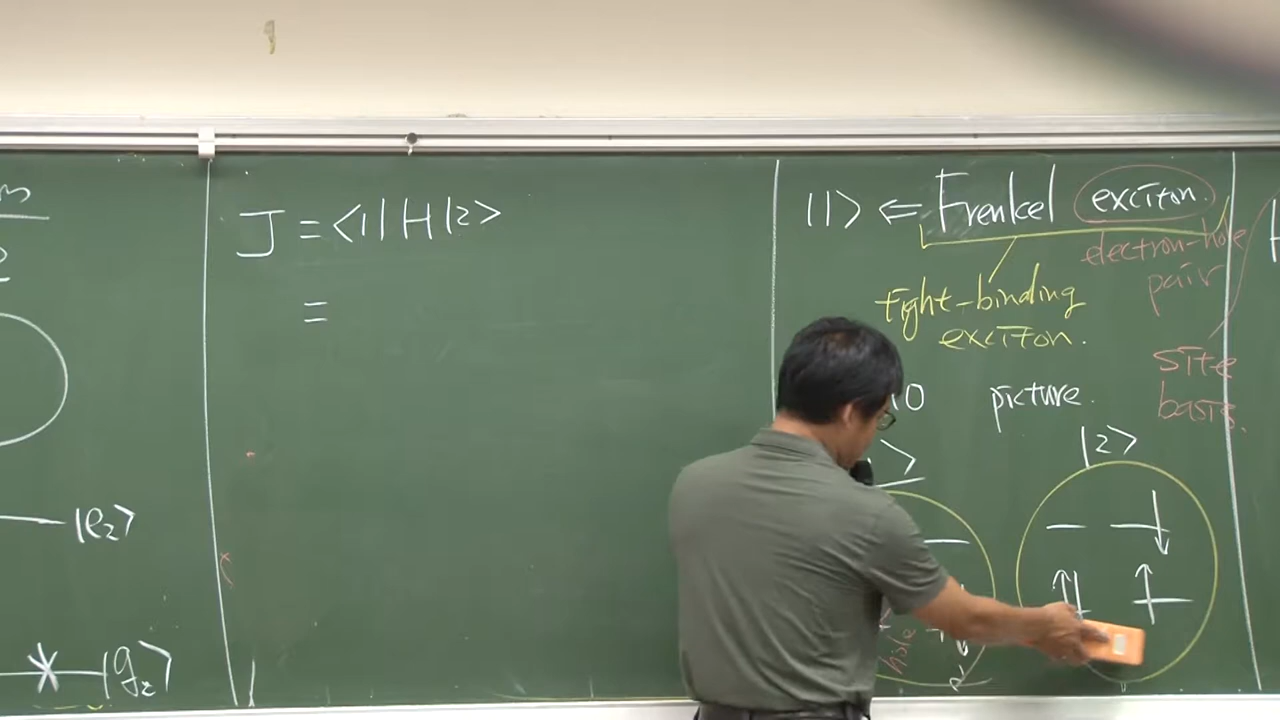 |e₂>
|g₂>
J = <1|H|2>
=
|1> ⇐ Frenkel exciton.
electron-hole
pair
tight-binding
exciton.
site
basis.
picture.
|2>
hole